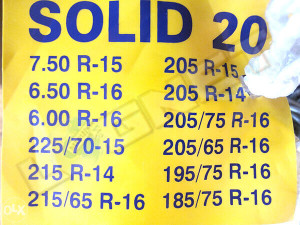 SOLID 20
7.50 R-15 205 R-15
6.50 R-16 205 R-14
6.00 R-16 205/75 R-16
225/70-15 205/65 R-16
215 R-14 195/75 R-16
215/65 R-16 185/75 R-16